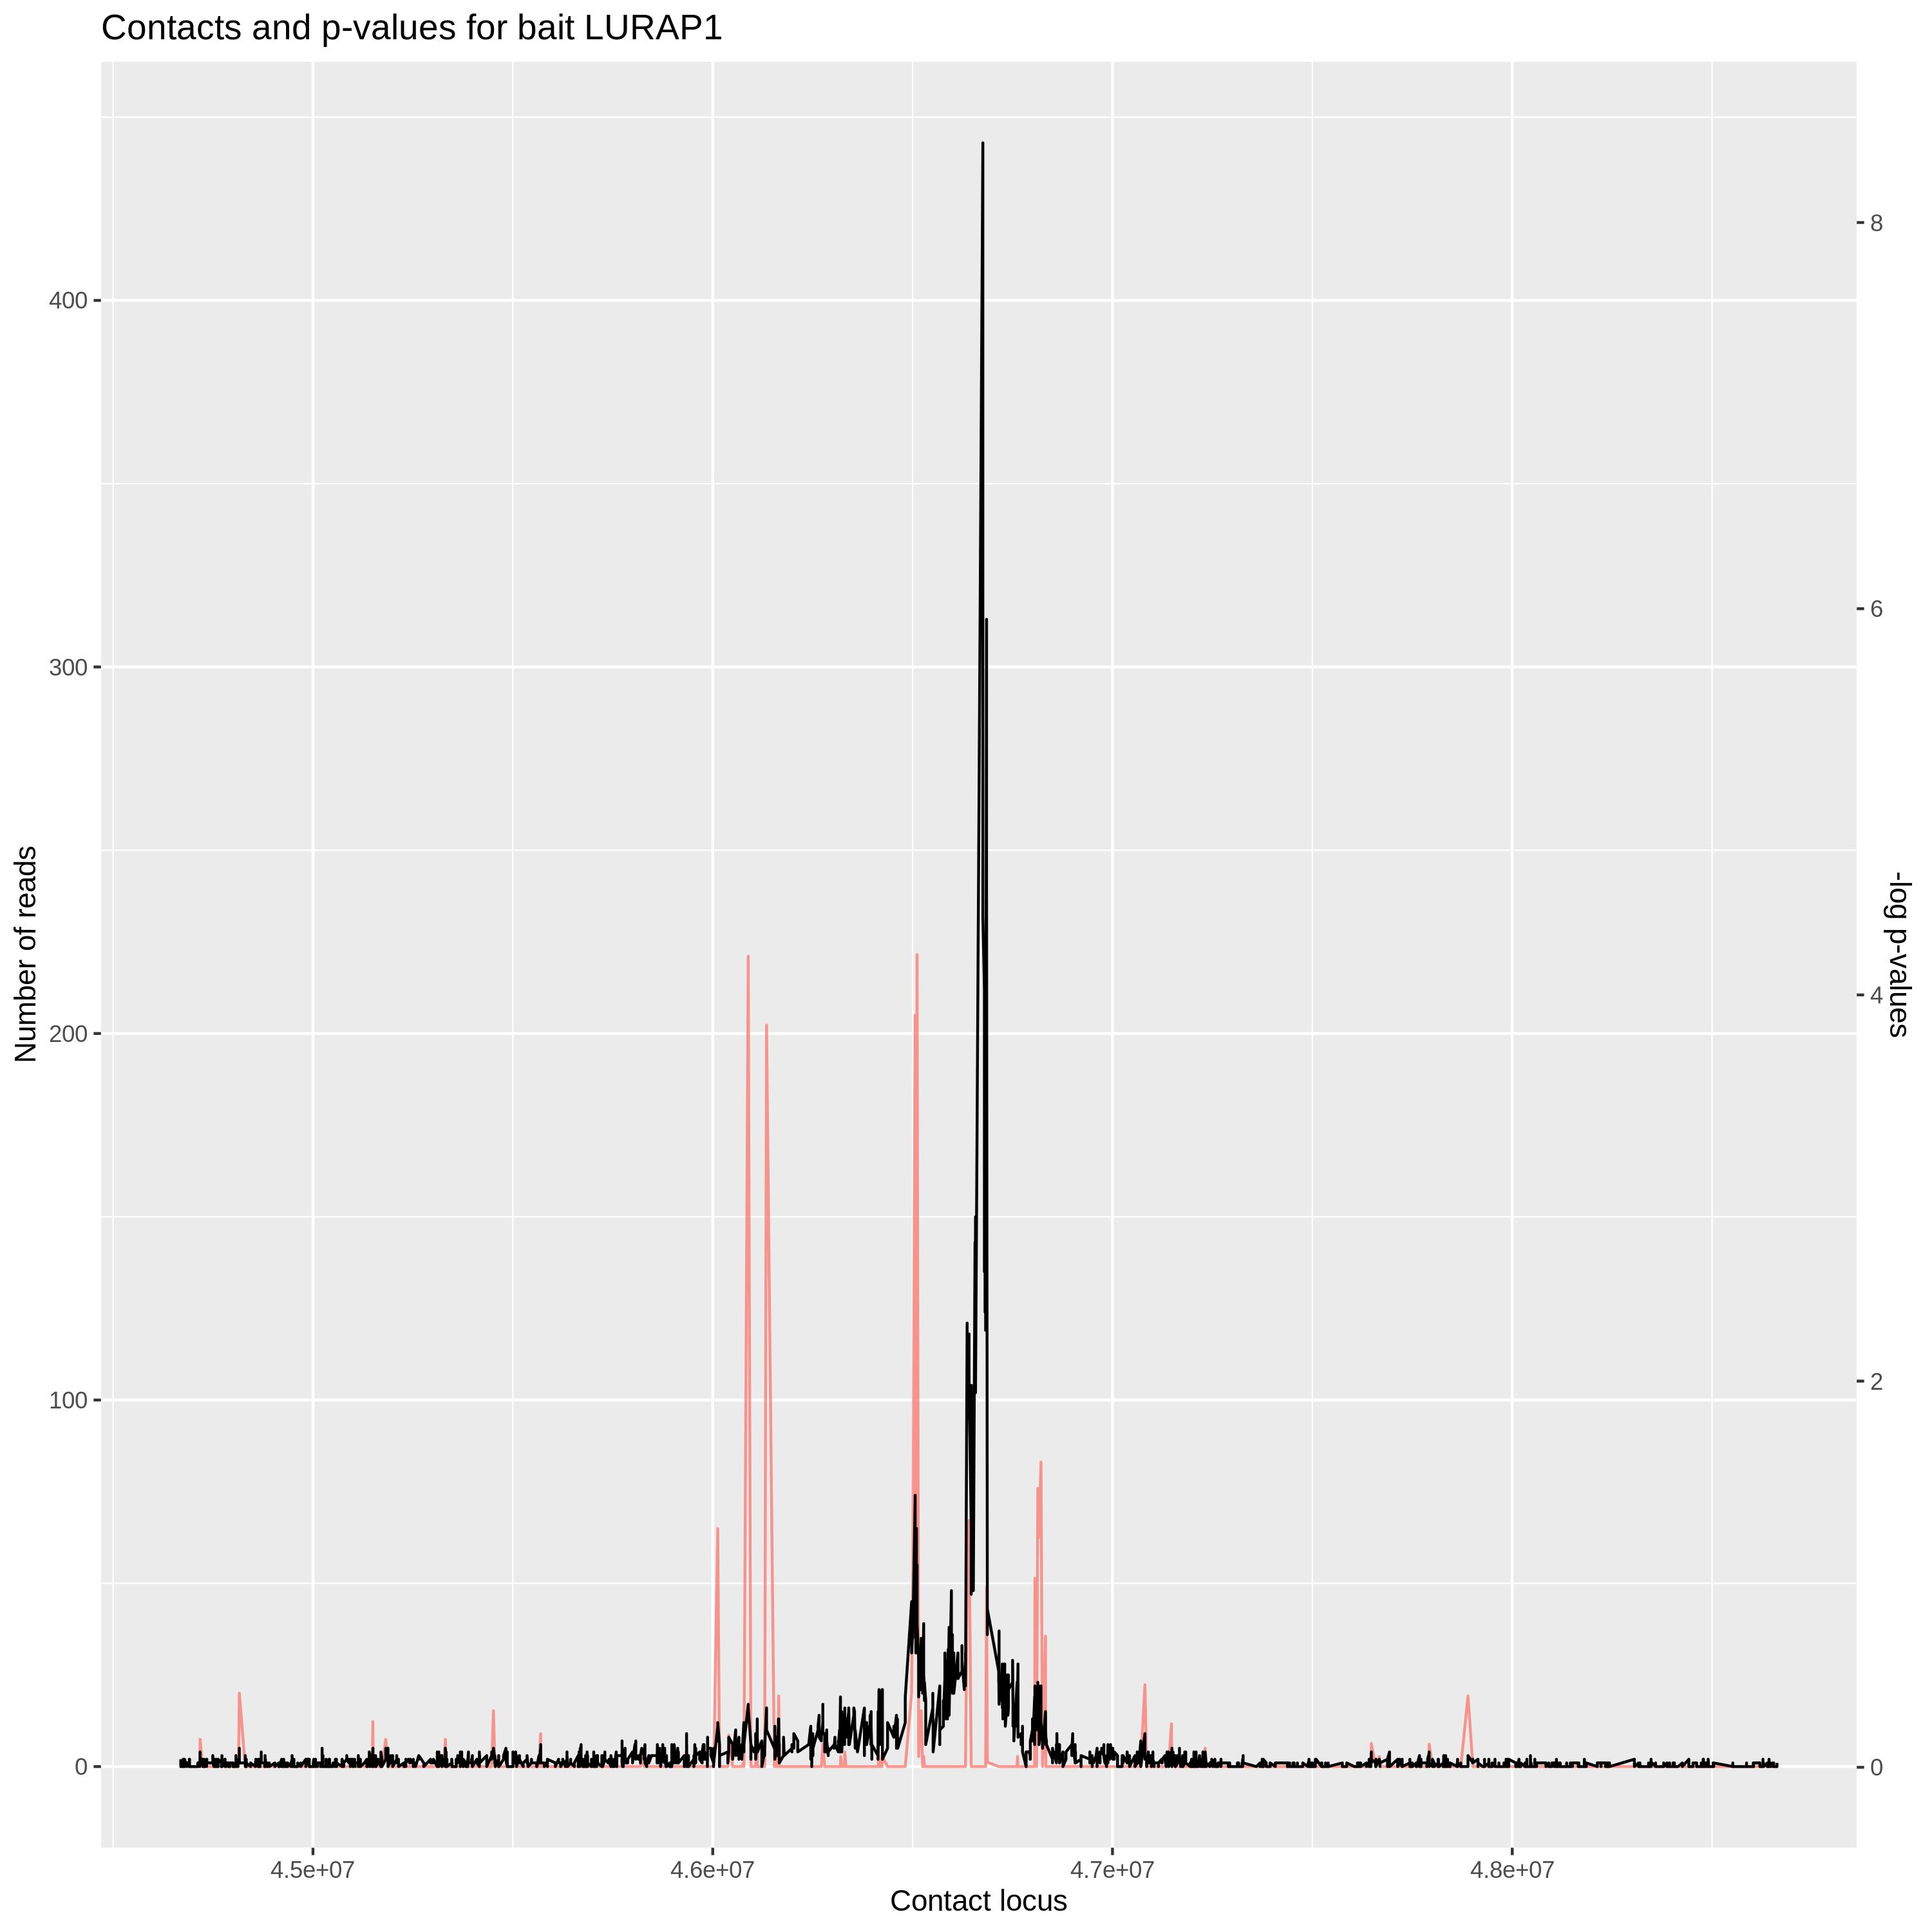 Contacts and p-values for bait LURAP1
Number of reads
400
300
200
100
0
8
6
4
2
0
-log p-values
4.5e+07 4.6e+07 4.7e+07 4.8e+07
Contact locus